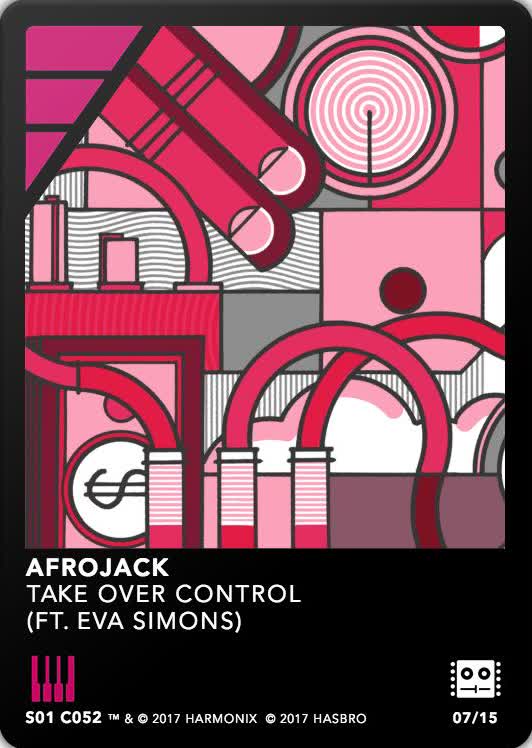 $
AFROJACK
TAKE OVER CONTROL
(FT. EVA SIMONS)
S01 C052 ™ & © 2017 HARMONIX © 2017 HASBRO 07/15